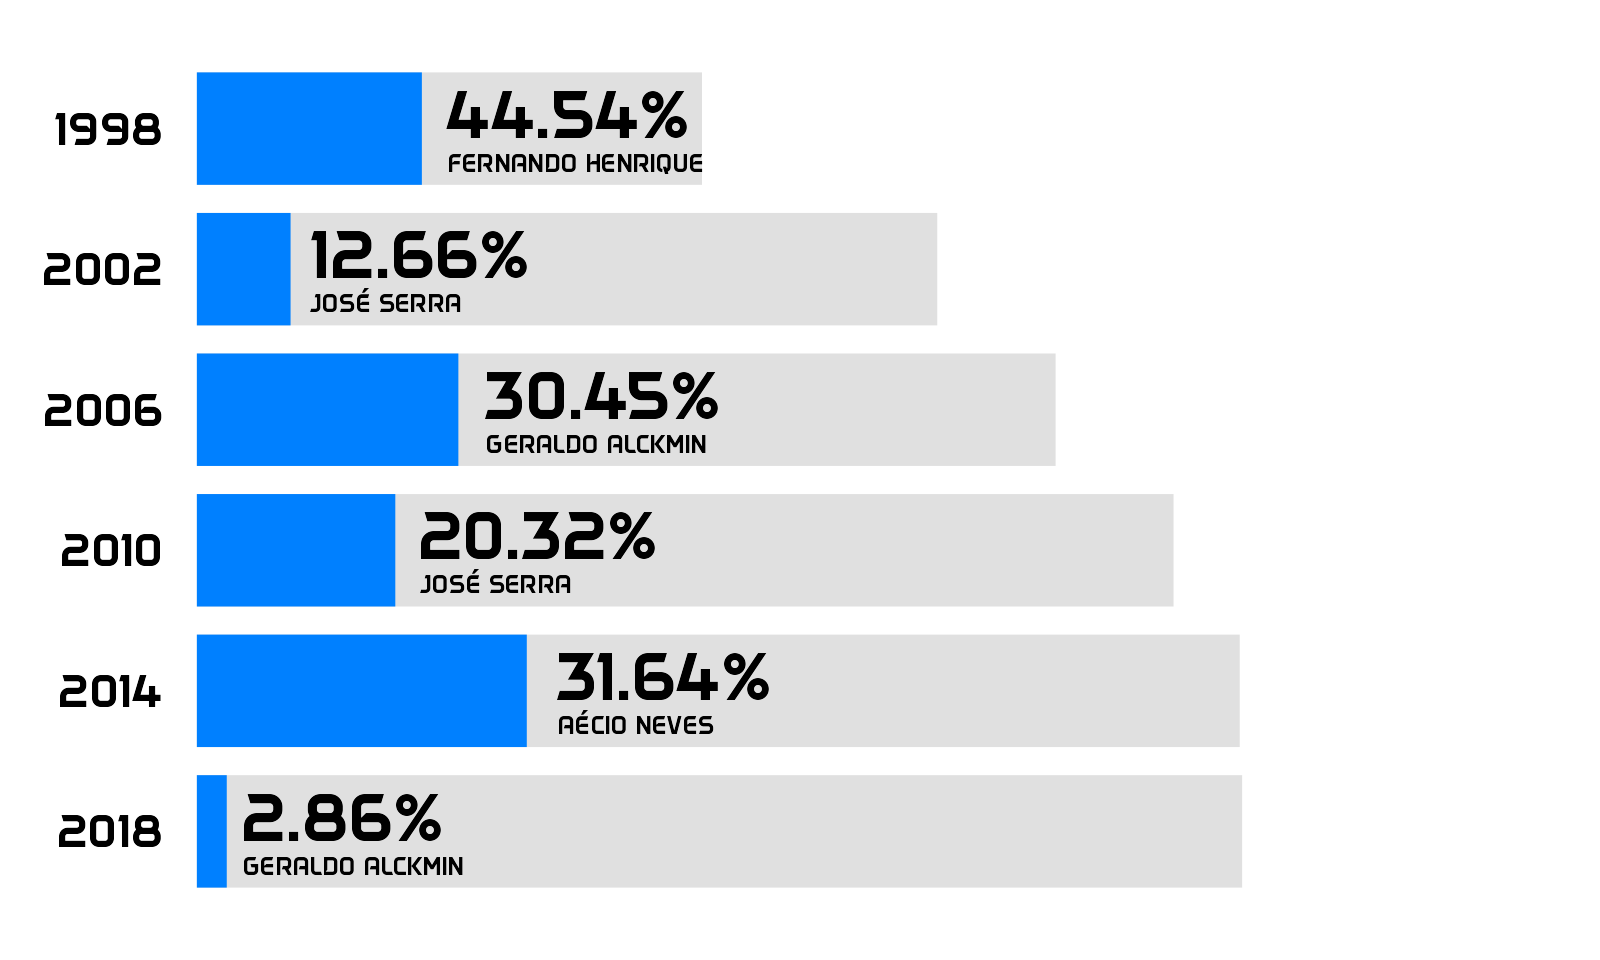 1998
44.54%
FERNANDO HENRIQUE
2002
12.66%
JOSÉ SERRA
2006
30.45%
GERALDO ALCKMIN
2010
20.32%
JOSÉ SERRA
2014
31.64%
AÉCIO NEVES
2018
2.86%
GERALDO ALCKMIN